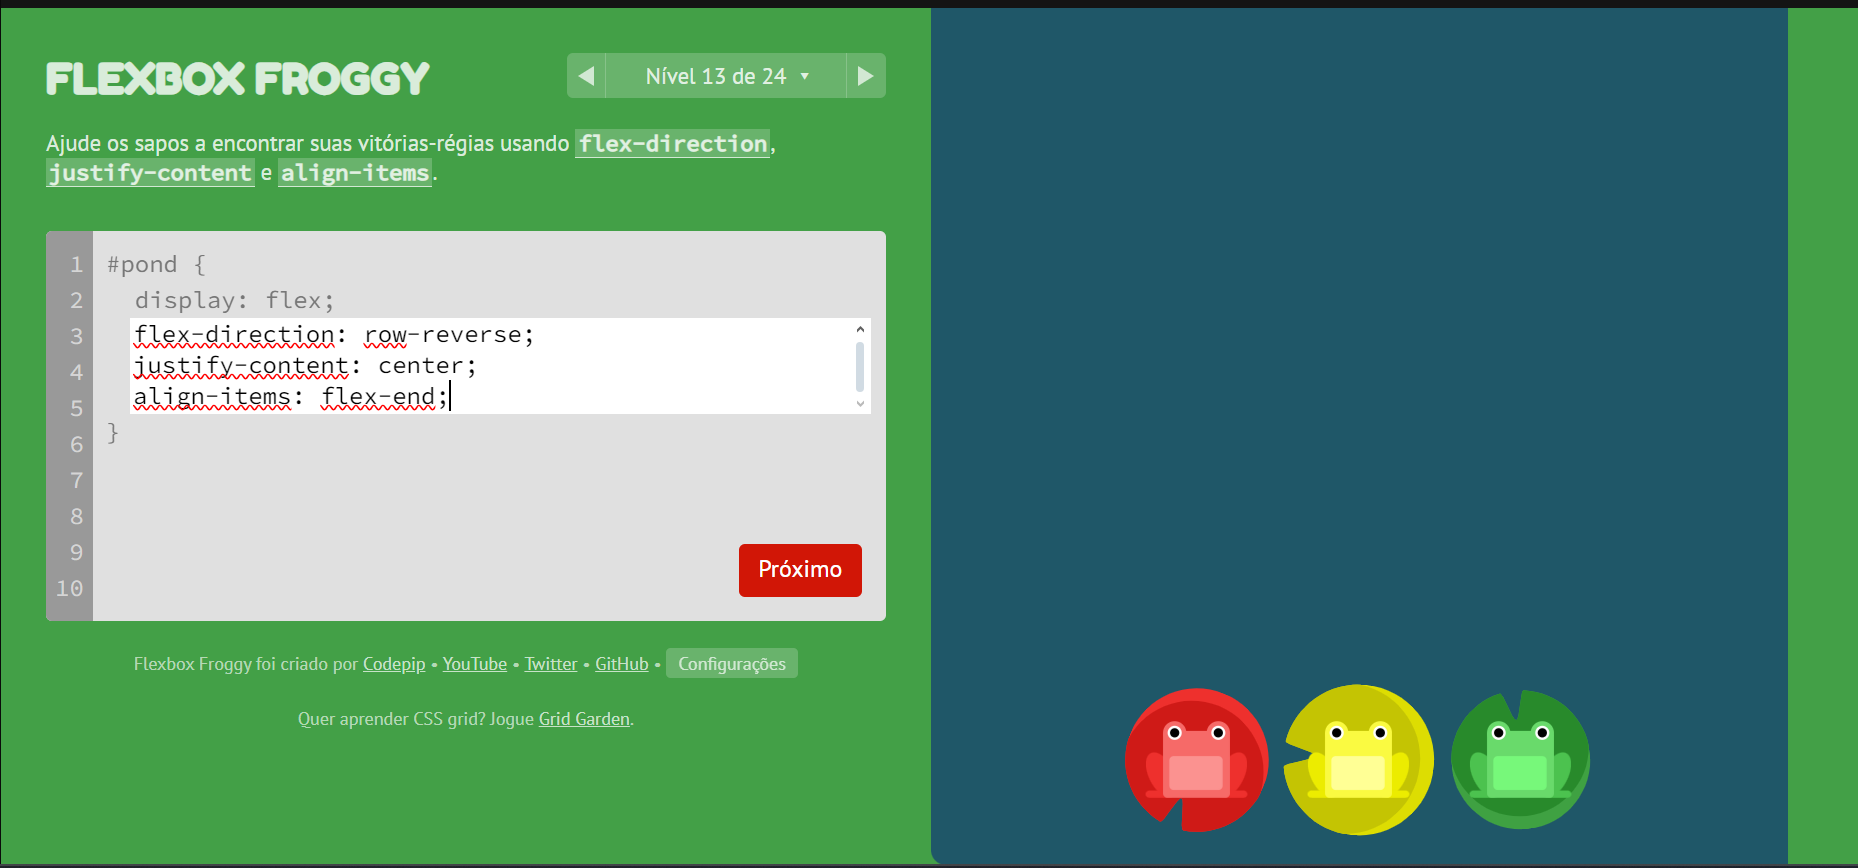 FLEXBOX FROGGY
Nível 13 de 24 ▼
Ajude os sapos a encontrar suas vitórias-régias usando flex-direction,
justify-content e align-items.
1 #pond {
2 display: flex;
3 flex-direction: row-reverse;
4 justify-content: center;
5 align-items: flex-end;
6 }
7
8
9
10
Próximo
Flexbox Froggy foi criado por Codepip • YouTube • Twitter • GitHub • Configurações
Quer aprender CSS grid? Jogue Grid Garden.